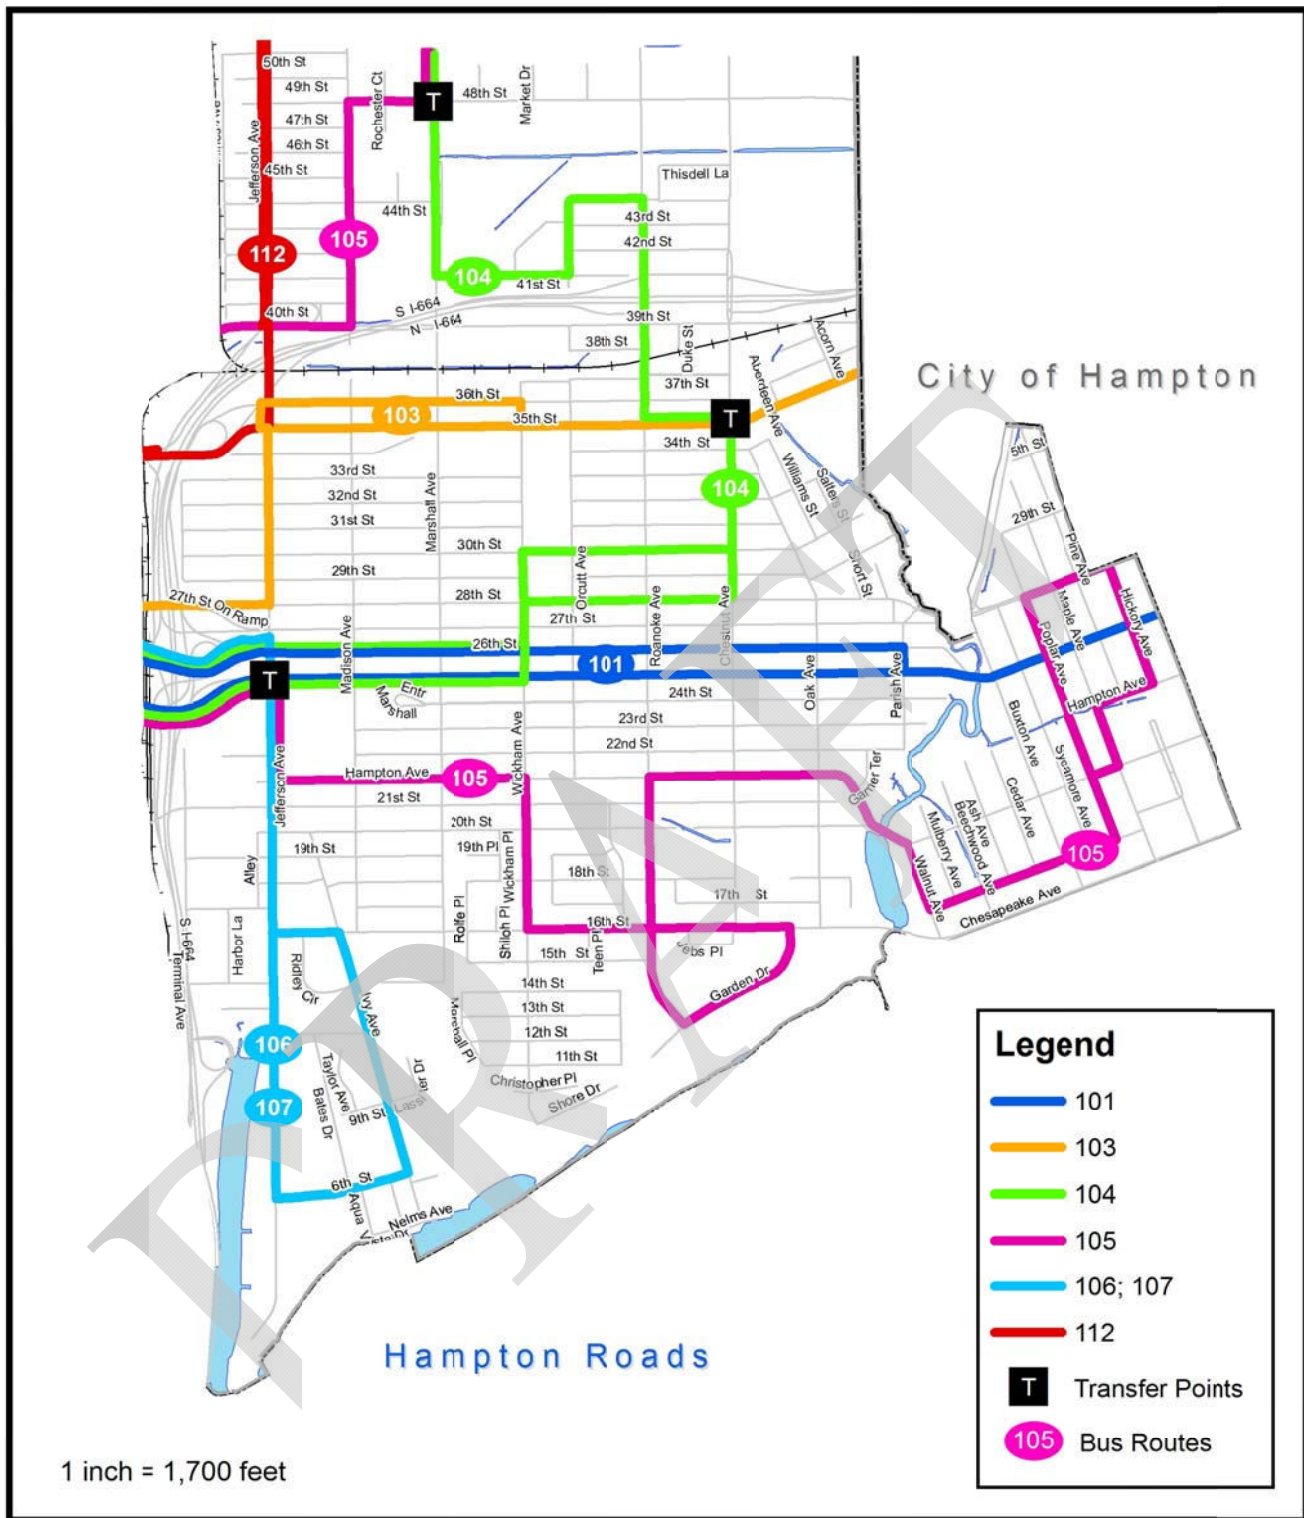 50th St
49th St
Rochester Ct
48th St
Market Dr
T
47th St
Jefferson Ave
46th St
45th St
Thisdell La
44th St
43rd St
42nd St
105
112
104
41st St
40th St
S I-664
N I-664
39th St
38th St
Duke St
Acorn Ave
City of Hampton
37th St
Aberdeen Ave
36th St
103
35th St
T
34th St
5th St
33rd St
Williams St
Salters St
32nd St
104
31st St
Marshall Ave
29th St
30th St
Pine Ave
29th St
Orcutt Ave
Short St
28th St
27th St On Ramp
27th St
Roanoke Ave
Chestnut Ave
Maple Ave
Hickory Ave
26th St
Madison Ave
101
Poplar Ave
T
Entr
Marshall
24th St
Oak Ave
Parish Ave
Hampton Ave
23rd St
Buxton Ave
22nd St
Wickham Ave
Jefferson Ave
Hampton Ave
105
Garner Ter
Sycamore Ave
21st St
20th St
Cedar Ave
Ash Ave
Beechwood Ave
Mulberry Ave
19th St
19th Pl
Wickham Pl
105
Alley
18th St
Walnut Ave
17th St
Chesapeake Ave
Rolfe Pl
Shiloh Pl
16th St
S I-664
Harbor La
Teen Pl
15th St
Terminal Ave
Ridley Cir
14th St
Garden Dr
Ivy Ave
13th St
Marshall Pl
12th St
106
11th St
Taylor Ave
Christopher Pl
Shore Dr
107
Bates Dr
9th St
6th St
Nelms Ave
Hampton Roads
1 inch = 1,700 feet
Legend
101
103
104
105
106; 107
112
T Transfer Points
105 Bus Routes
DRAFT